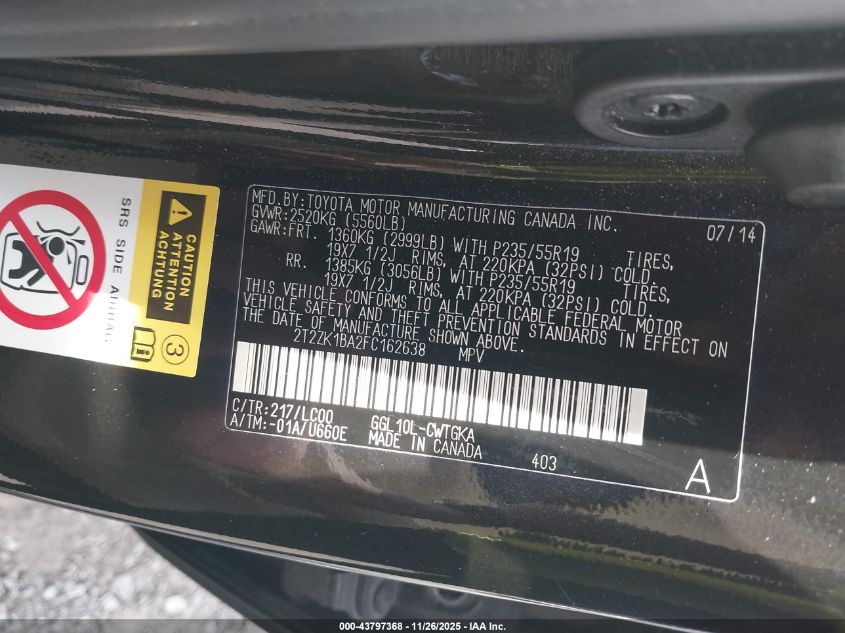 CAUTION
ACHTUNG
ATTENTION
ATTENZIONE
SRS SIDE AIRBAG
3
MFD.BY:TOYOTA MOTOR MANUFACTURING CANADA INC. 07/14
GVWR:2520KG (5560LB)
GAWR:FRT. 1360KG (2999LB) WITH P235/55R19 TIRES,
19X7 1/2J RIMS, AT 220KPA (32PSI) COLD.
RR. 1385KG (3056LB) WITH P235/55R19 TIRES,
19X7 1/2J RIMS, AT 220KPA (32PSI) COLD.
THIS VEHICLE CONFORMS TO ALL APPLICABLE FEDERAL MOTOR
VEHICLE SAFETY AND THEFT PREVENTION STANDARDS IN EFFECT ON
THE DATE OF MANUFACTURE SHOWN ABOVE.
2T2ZK1BA2FC162638 MPV
C/TR:217/LC00 GGL10L-CWTGKA
A/TM:-01A/U660E MADE IN CANADA 403
A
000-43797368 - 11/26/2025 - IAA Inc.